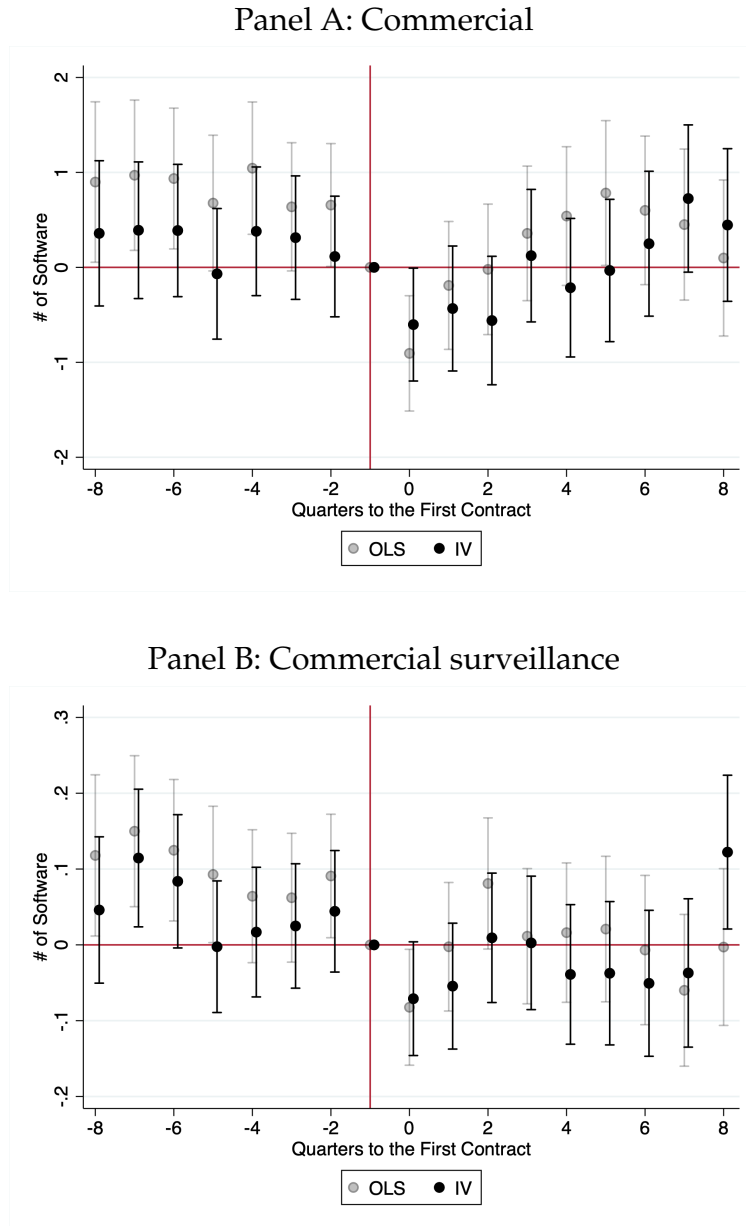 Panel A: Commercial
2
1
0
-1
-2
# of Software
-8 -6 -4 -2 0 2 4 6 8
Quarters to the First Contract
OLS IV
Panel B: Commercial surveillance
.3
.2
.1
0
-.1
-.2
# of Software
-8 -6 -4 -2 0 2 4 6 8
Quarters to the First Contract
OLS IV